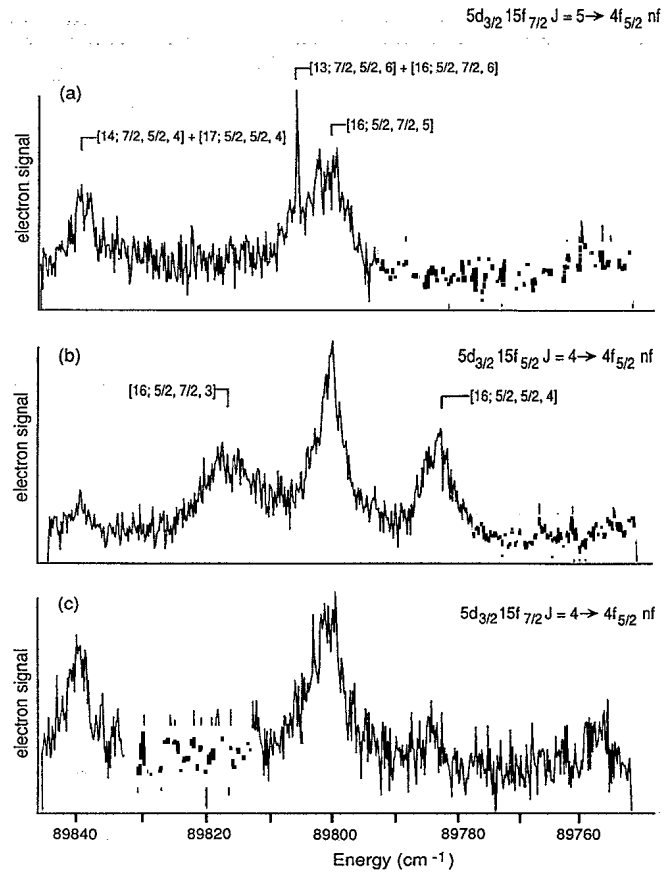 5d3/2 15f7/2 J = 5 → 4f5/2 nf
(a)
[13; 7/2, 5/2, 6] + [16; 5/2, 7/2, 6]
[16; 5/2, 7/2, 5]
[14; 7/2, 5/2, 4] + [17; 5/2, 5/2, 4]
electron signal
(b)
5d3/2 15f5/2 J = 4 → 4f5/2 nf
[16; 5/2, 7/2, 3]
[16; 5/2, 5/2, 4]
electron signal
(c)
5d3/2 15f7/2 J = 4 → 4f5/2 nf
electron signal
89840 89820 89800 89780 89760
Energy (cm-1)